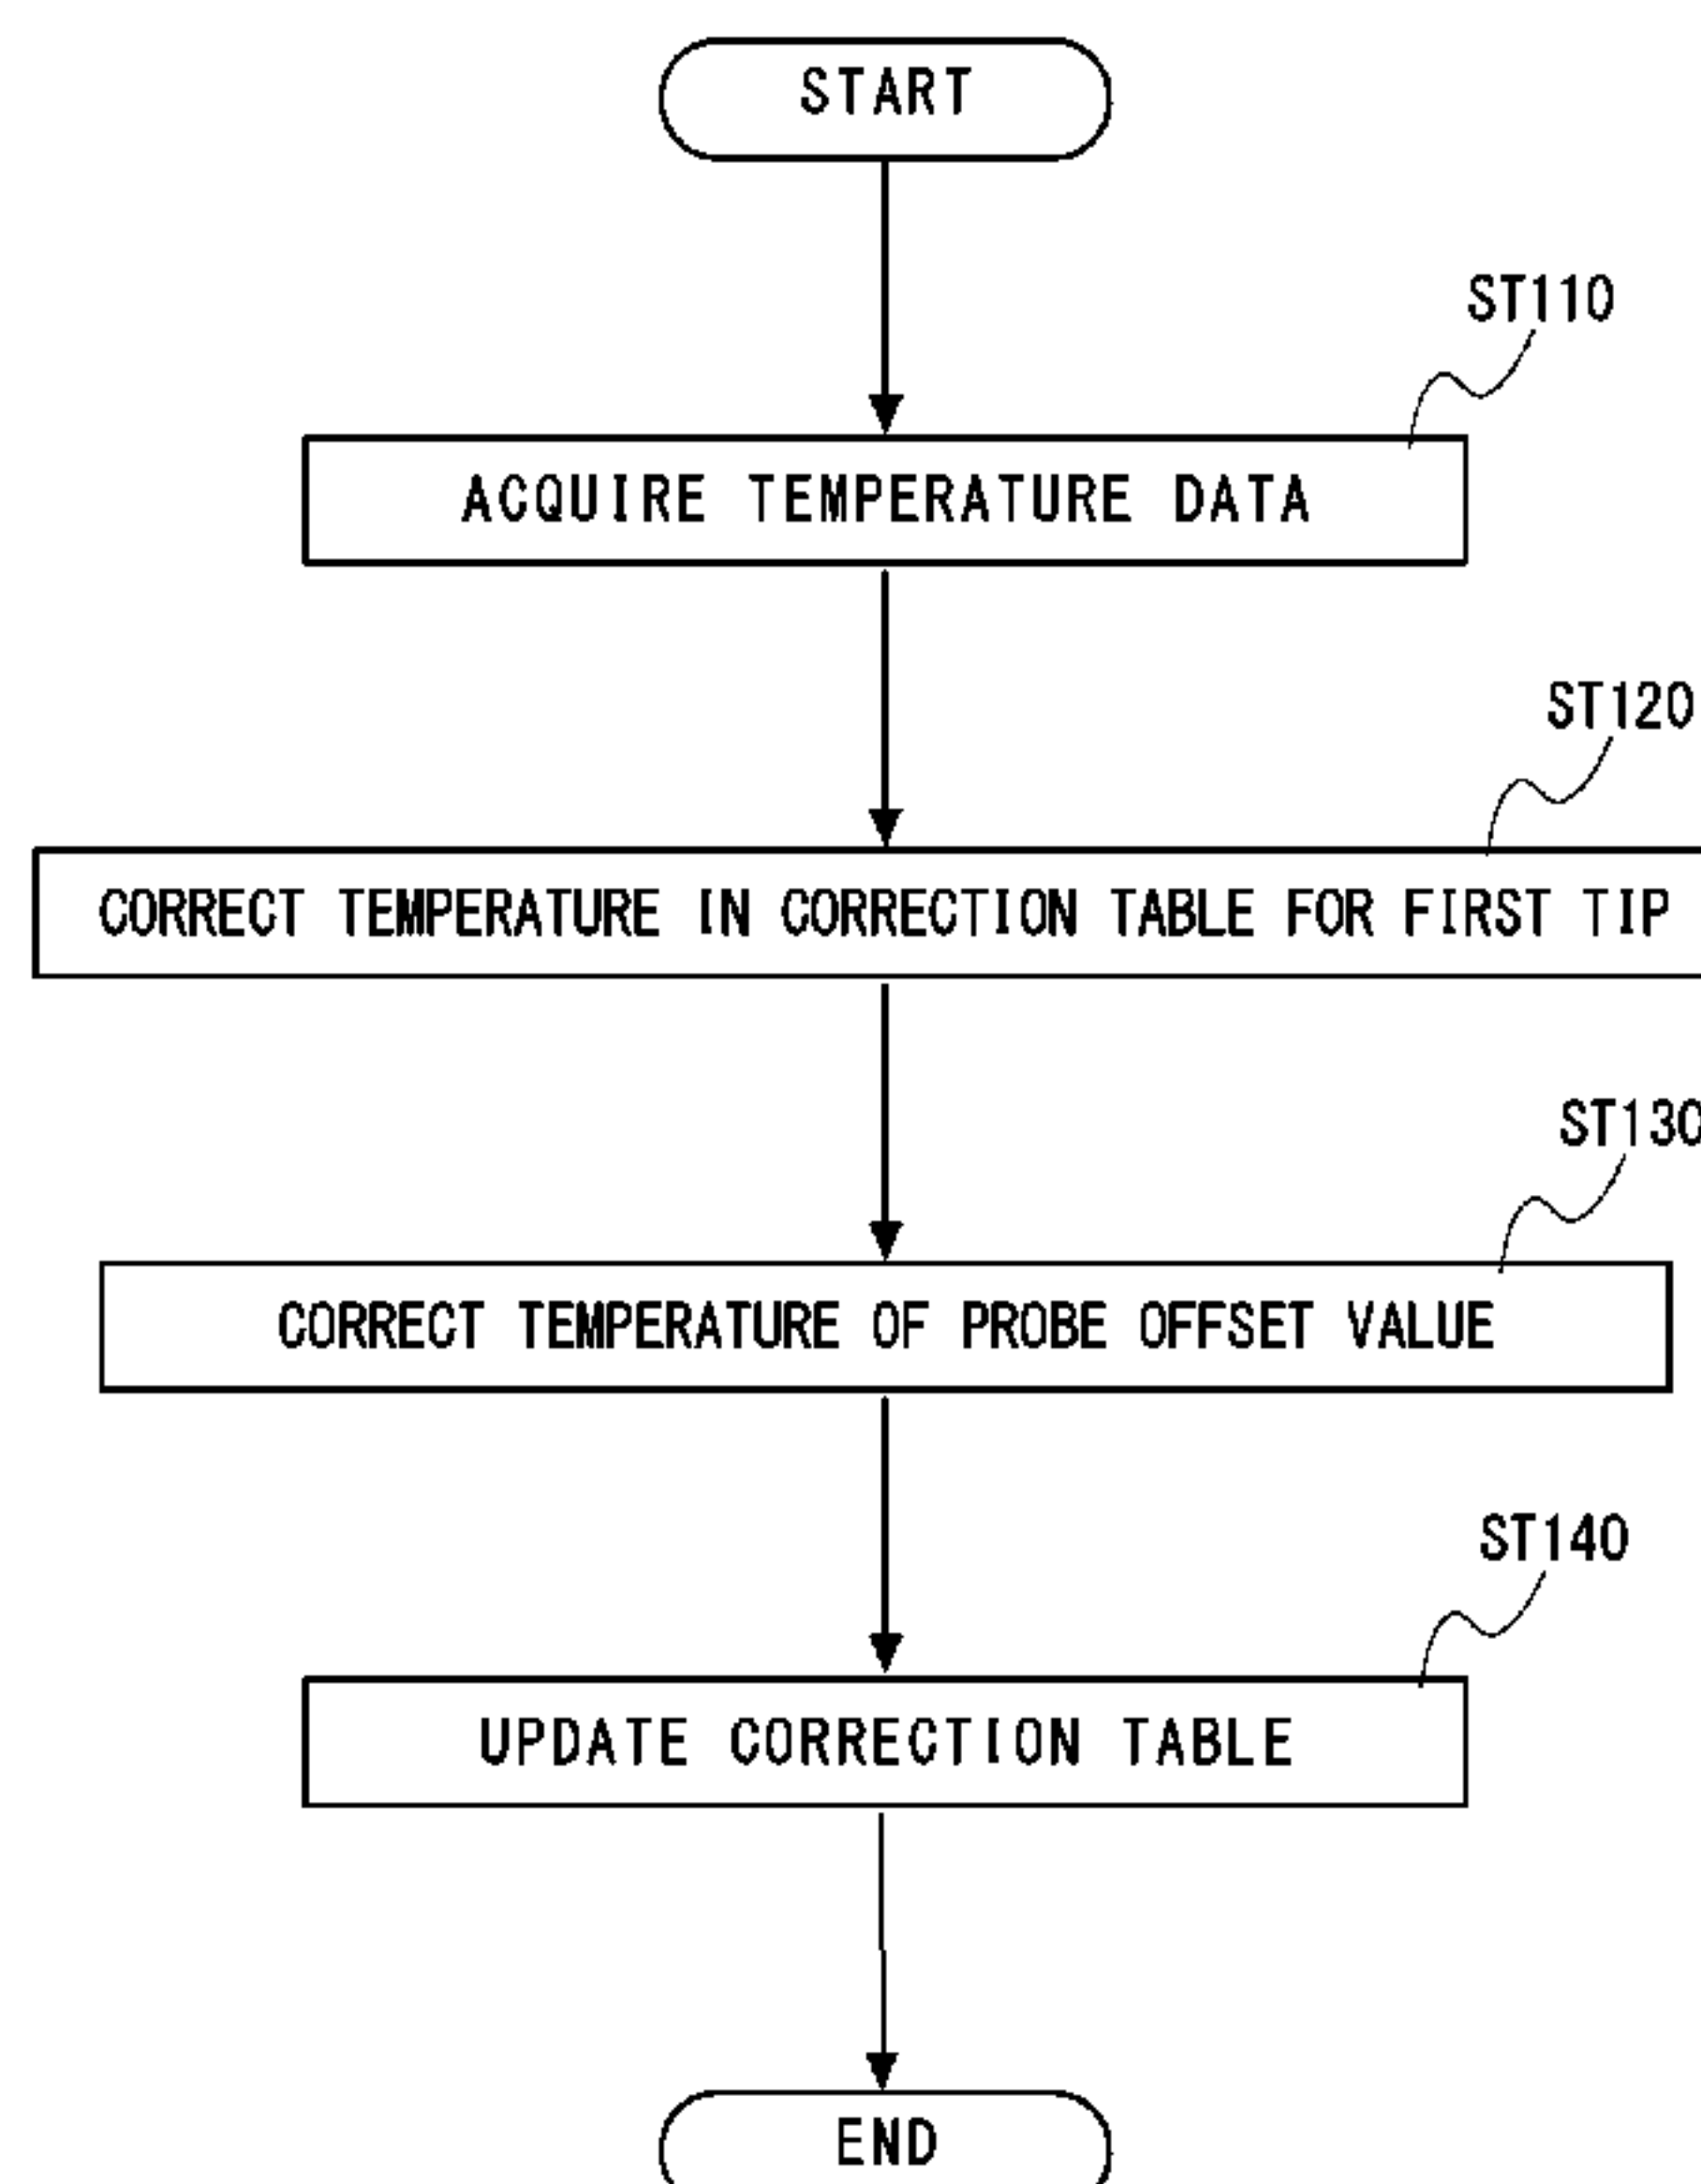 START
ST110
ACQUIRE TEMPERATURE DATA
ST120
CORRECT TEMPERATURE IN CORRECTION TABLE FOR FIRST TIP
ST130
CORRECT TEMPERATURE OF PROBE OFFSET VALUE
ST140
UPDATE CORRECTION TABLE
END